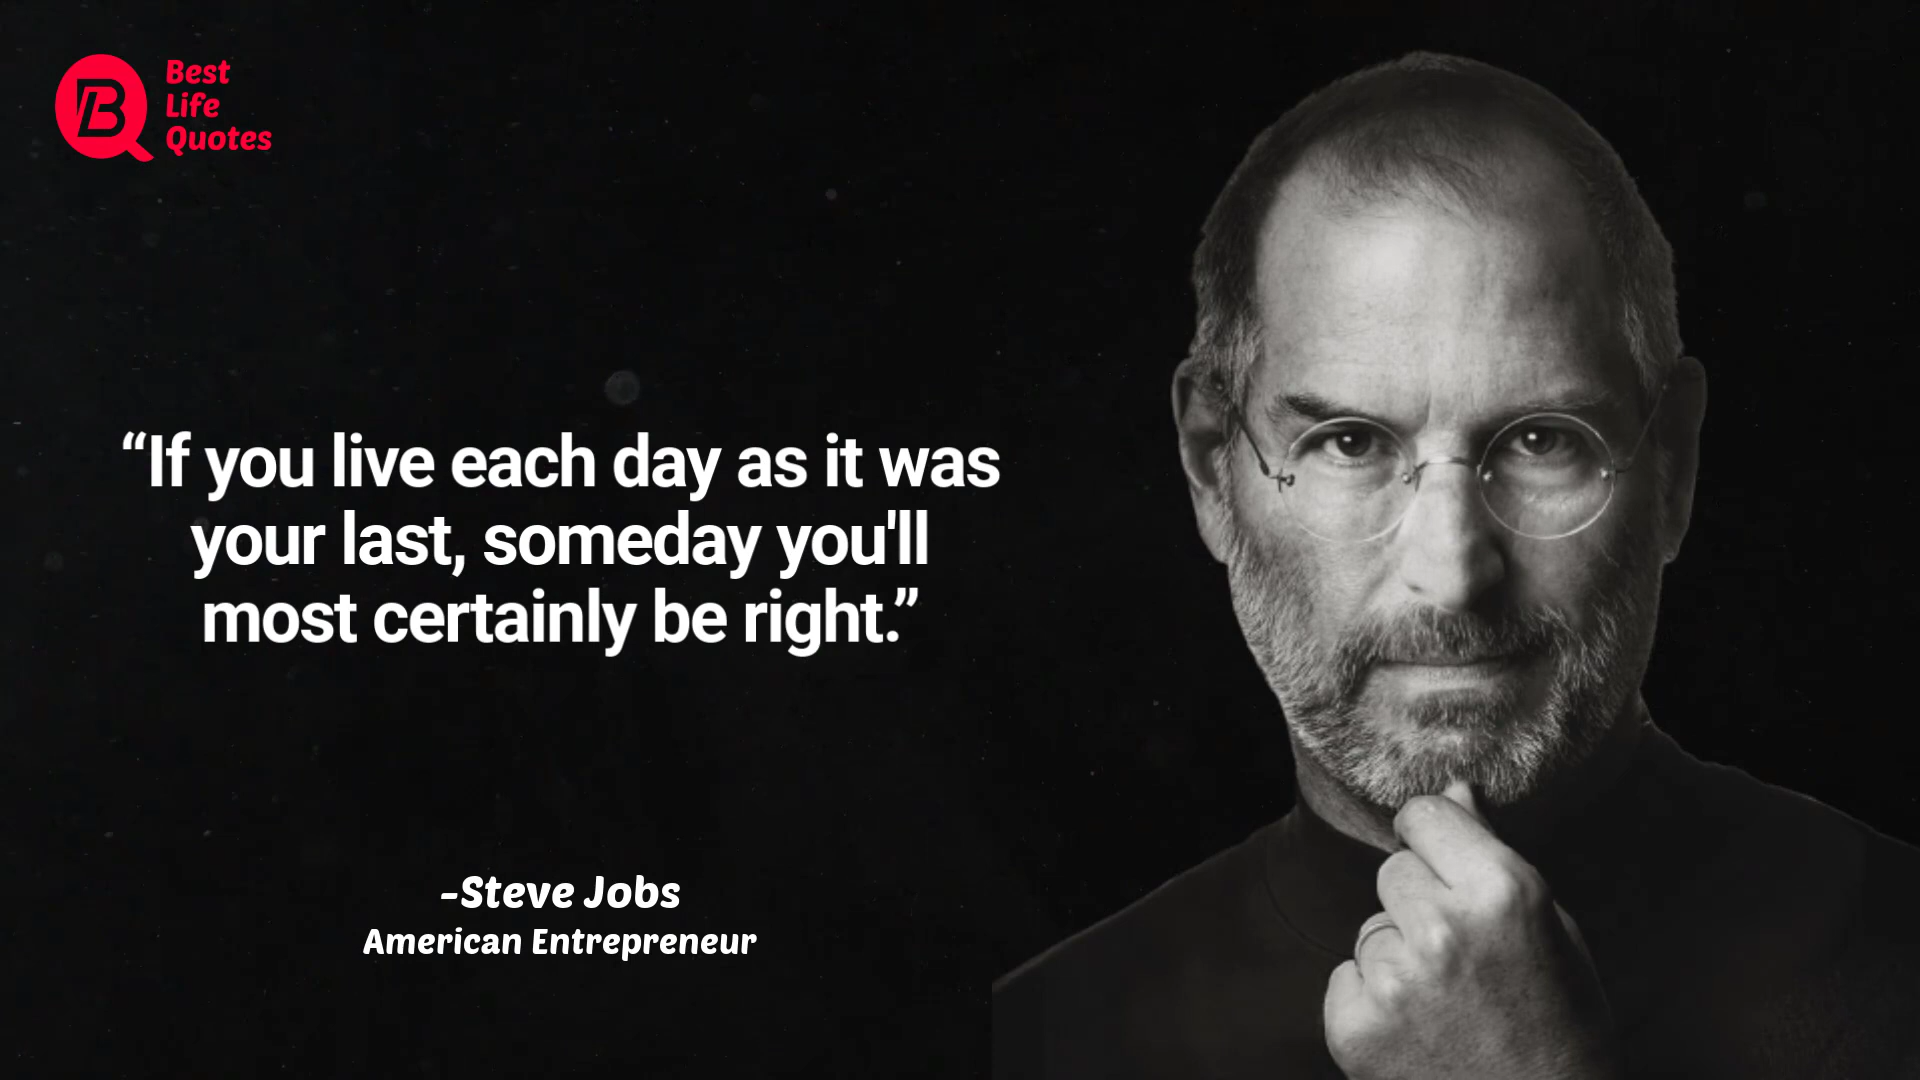 B
Best
Life
Quotes
“If you live each day as it was
your last, someday you'll
most certainly be right.”
-Steve Jobs
American Entrepreneur